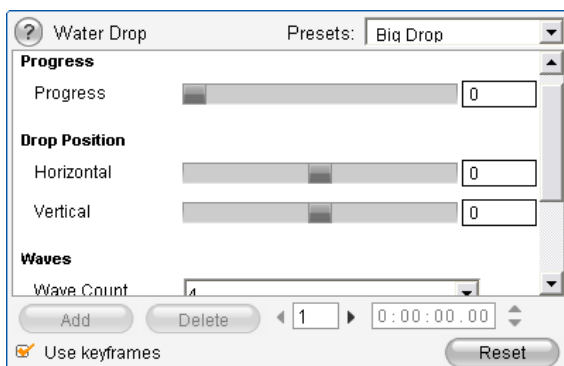 ? Water Drop Presets: Big Drop
Progress
Progress 0
Drop Position
Horizontal 0
Vertical 0
Waves
Wave Count 4
Add Delete 1 0:00:00.00
Use keyframes Reset